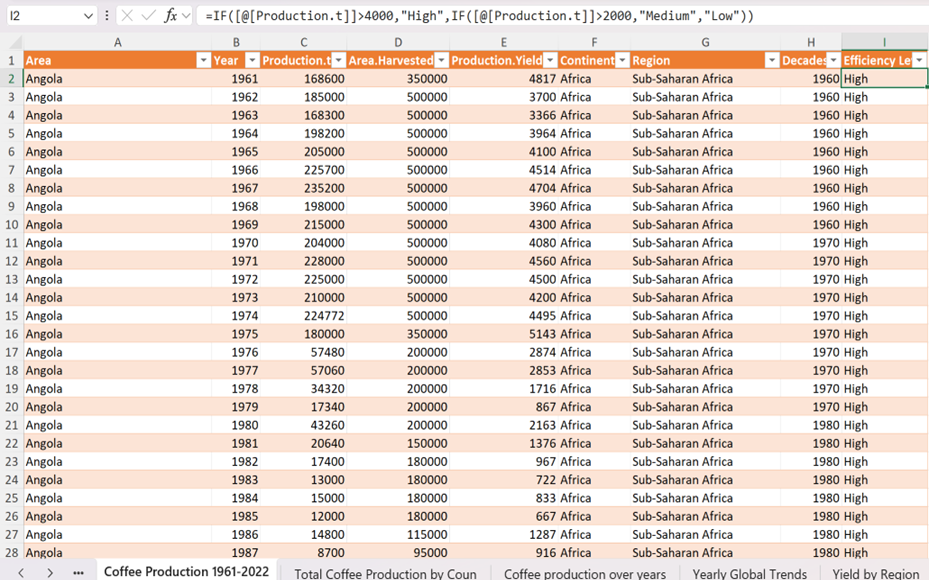 I2 fx =IF([@[Production.t]]>4000,"High",IF([@[Production.t]]>2000,"Medium","Low"))
A B C D E F G H I
1 Area Year Production.t Area.Harvested Production.Yield Continent Region Decades Efficiency Le
2 Angola 1961 168600 350000 4817 Africa Sub-Saharan Africa 1960 High
3 Angola 1962 185000 500000 3700 Africa Sub-Saharan Africa 1960 High
4 Angola 1963 168300 500000 3366 Africa Sub-Saharan Africa 1960 High
5 Angola 1964 198200 500000 3964 Africa Sub-Saharan Africa 1960 High
6 Angola 1965 205000 500000 4100 Africa Sub-Saharan Africa 1960 High
7 Angola 1966 225700 500000 4514 Africa Sub-Saharan Africa 1960 High
8 Angola 1967 235200 500000 4704 Africa Sub-Saharan Africa 1960 High
9 Angola 1968 198000 500000 3960 Africa Sub-Saharan Africa 1960 High
10 Angola 1969 215000 500000 4300 Africa Sub-Saharan Africa 1960 High
11 Angola 1970 204000 500000 4080 Africa Sub-Saharan Africa 1970 High
12 Angola 1971 228000 500000 4560 Africa Sub-Saharan Africa 1970 High
13 Angola 1972 225000 500000 4500 Africa Sub-Saharan Africa 1970 High
14 Angola 1973 210000 500000 4200 Africa Sub-Saharan Africa 1970 High
15 Angola 1974 224772 500000 4495 Africa Sub-Saharan Africa 1970 High
16 Angola 1975 180000 350000 5143 Africa Sub-Saharan Africa 1970 High
17 Angola 1976 57480 200000 2874 Africa Sub-Saharan Africa 1970 High
18 Angola 1977 57060 200000 2853 Africa Sub-Saharan Africa 1970 High
19 Angola 1978 34320 200000 1716 Africa Sub-Saharan Africa 1970 High
20 Angola 1979 17340 200000 867 Africa Sub-Saharan Africa 1970 High
21 Angola 1980 43260 200000 2163 Africa Sub-Saharan Africa 1980 High
22 Angola 1981 20640 150000 1376 Africa Sub-Saharan Africa 1980 High
23 Angola 1982 17400 180000 967 Africa Sub-Saharan Africa 1980 High
24 Angola 1983 13000 180000 722 Africa Sub-Saharan Africa 1980 High
25 Angola 1984 15000 180000 833 Africa Sub-Saharan Africa 1980 High
26 Angola 1985 12000 180000 667 Africa Sub-Saharan Africa 1980 High
27 Angola 1986 14800 115000 1287 Africa Sub-Saharan Africa 1980 High
28 Angola 1987 8700 95000 916 Africa Sub-Saharan Africa 1980 High
Coffee Production 1961-2022 Total Coffee Production by Coun Coffee production over years Yearly Global Trends Yield by Region